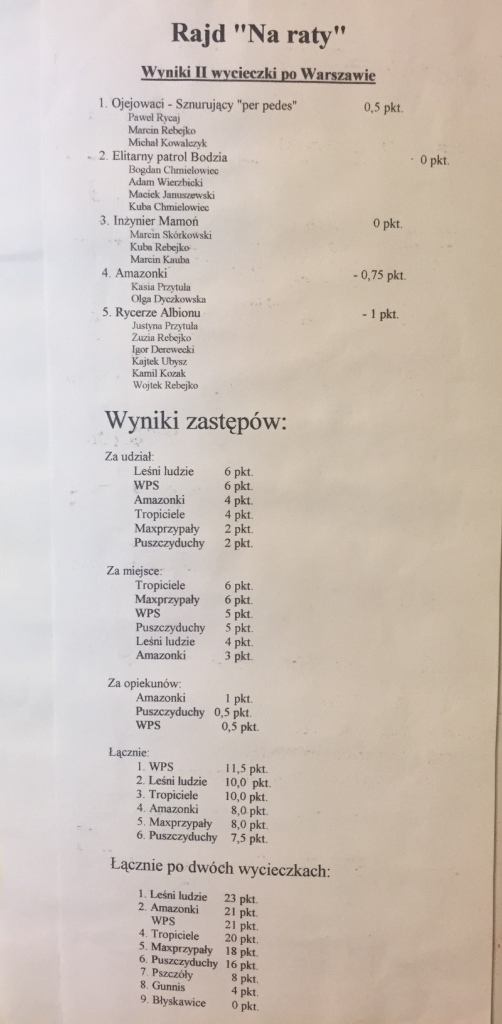 Rajd "Na raty"
Wyniki II wycieczki po Warszawie
1. Ojejowaci - Sznurujący "per pedes" 0,5 pkt.
Paweł Rycaj
Marcin Rebejko
Michał Kowalczyk
2. Elitarny patrol Bodzia 0 pkt.
Bogdan Chmielowiec
Adam Wierzbicki
Maciek Januszewski
Kuba Chmielowiec
3. Inżynier Mamoń 0 pkt.
Marcin Skórkowski
Kuba Rebejko
Marcin Kauba
4. Amazonki - 0,75 pkt.
Kasia Przytuła
Olga Dyczkowska
5. Rycerze Albionu - 1 pkt.
Justyna Przytuła
Zuzia Rebejko
Igor Derewecki
Kajtek Ubysz
Kamil Kozak
Wojtek Rebejko
Wyniki zastępów:
Za udział:
Leśni ludzie 6 pkt.
WPS 6 pkt.
Amazonki 4 pkt.
Tropiciele 4 pkt.
Maxprzypały 2 pkt.
Puszczyduchy 2 pkt.
Za miejsce:
Tropiciele 6 pkt.
Maxprzypały 6 pkt.
WPS 5 pkt.
Puszczyduchy 5 pkt.
Leśni ludzie 4 pkt.
Amazonki 3 pkt.
Za opiekunów:
Amazonki 1 pkt.
Puszczyduchy 0,5 pkt.
WPS 0,5 pkt.
Łącznie:
1. WPS 11,5 pkt.
2. Leśni ludzie 10,0 pkt.
3. Tropiciele 10,0 pkt.
4. Amazonki 8,0 pkt.
5. Maxprzypały 8,0 pkt.
6. Puszczyduchy 7,5 pkt.
Łącznie po dwóch wycieczkach:
1. Leśni ludzie 23 pkt.
2. Amazonki 21 pkt.
WPS 21 pkt.
4. Tropiciele 20 pkt.
5. Maxprzypały 18 pkt.
6. Puszczyduchy 16 pkt.
7. Pszczóły 8 pkt.
8. Gunnis 4 pkt.
9. Błyskawice 0 pkt.